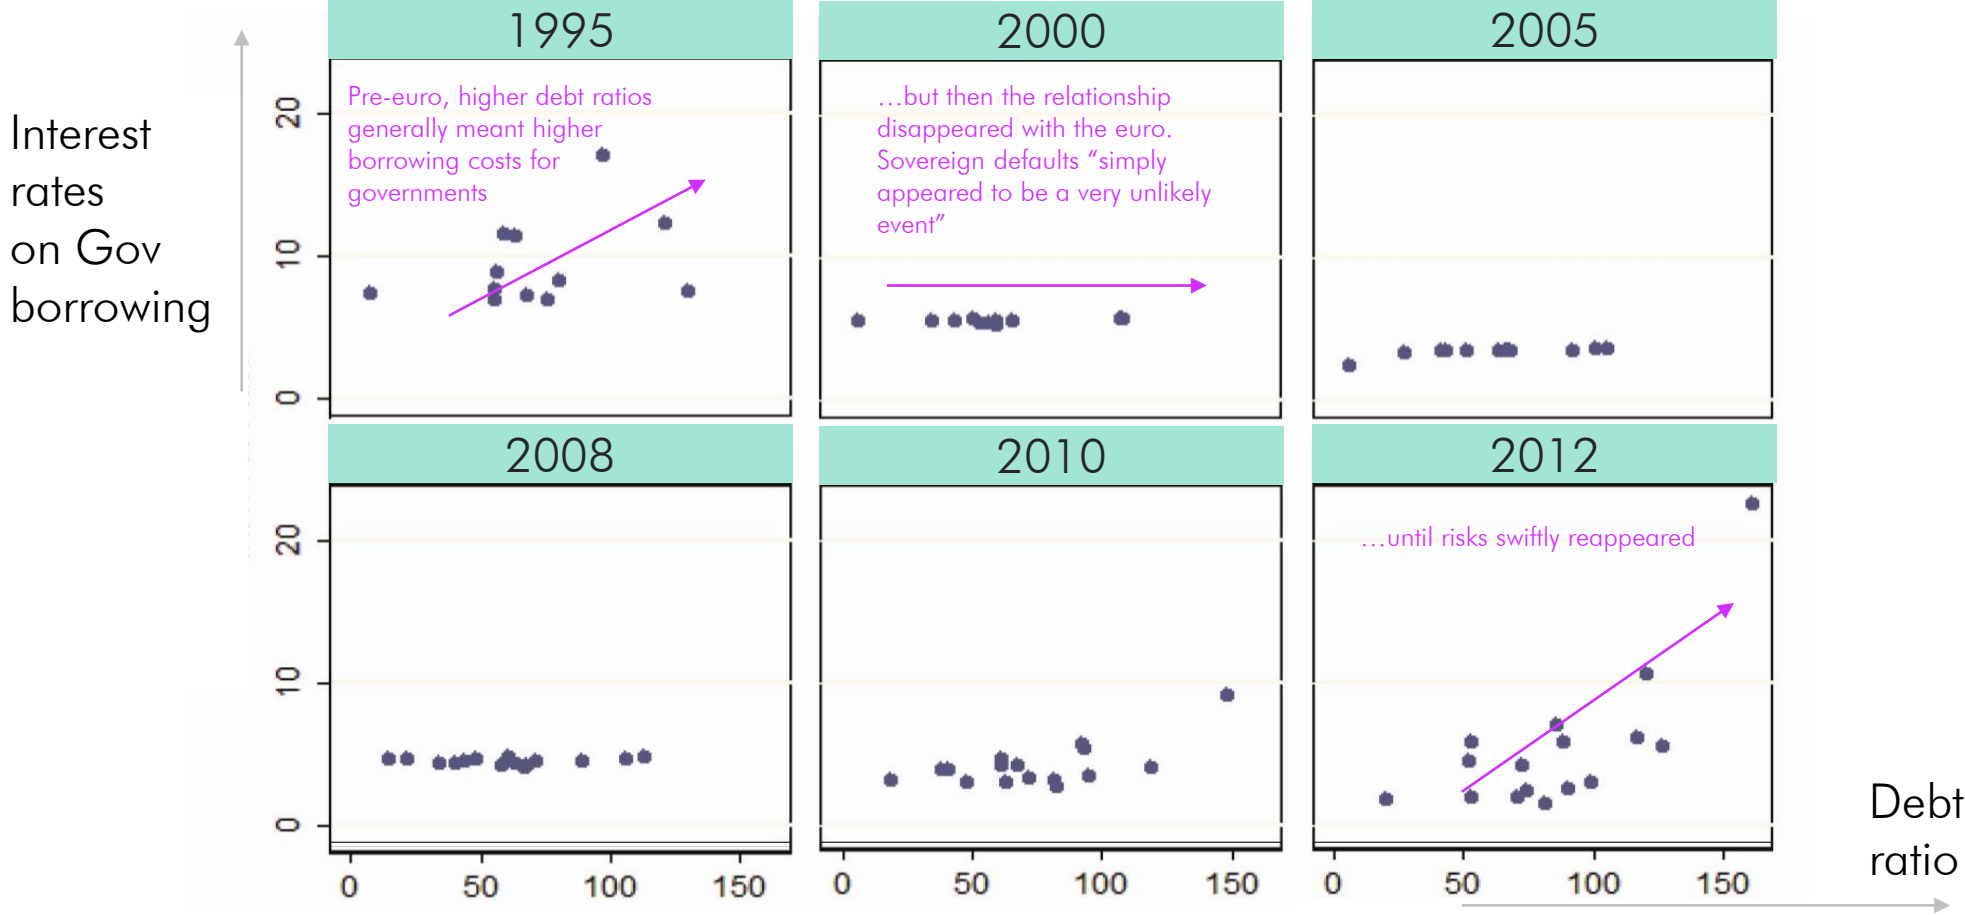 Interest
rates
on Gov
borrowing
1995
Pre-euro, higher debt ratios
generally meant higher
borrowing costs for
governments
20
10
0
2000
…but then the relationship
disappeared with the euro.
Sovereign defaults “simply
appeared to be a very unlikely
event”
2005
2008
20
10
0
0 50 100 150
2010
0 50 100 150
2012
…until risks swiftly reappeared
0 50 100 150
Debt
ratio